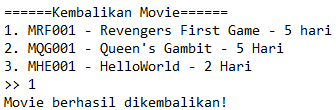 ======Kembalikan Movie======
1. MRF001 - Revengers First Game - 5 hari
2. MQG001 - Queen's Gambit - 5 Hari
3. MHE001 - HelloWorld - 2 Hari
>> 1
Movie berhasil dikembalikan!